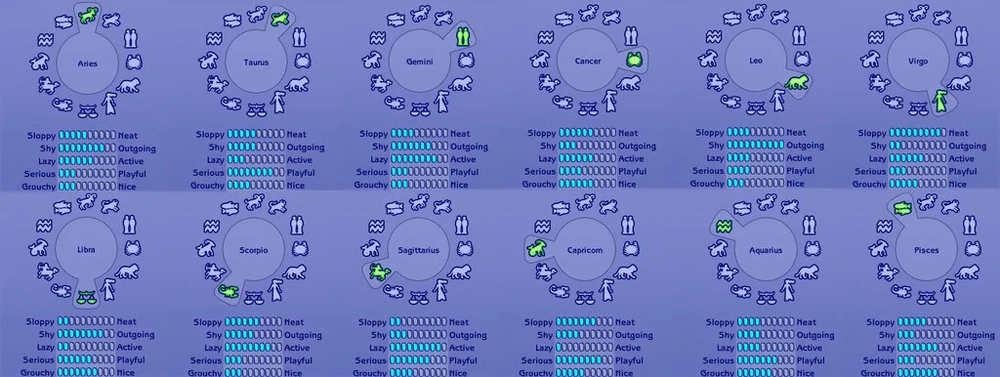 Aries
Sloppy Neat
Shy Outgoing
Lazy Active
Serious Playful
Grouchy Nice
Taurus
Sloppy Neat
Shy Outgoing
Lazy Active
Serious Playful
Grouchy Nice
Gemini
Sloppy Neat
Shy Outgoing
Lazy Active
Serious Playful
Grouchy Nice
Cancer
Sloppy Neat
Shy Outgoing
Lazy Active
Serious Playful
Grouchy Nice
Leo
Sloppy Neat
Shy Outgoing
Lazy Active
Serious Playful
Grouchy Nice
Virgo
Sloppy Neat
Shy Outgoing
Lazy Active
Serious Playful
Grouchy Nice
Libra
Sloppy Neat
Shy Outgoing
Lazy Active
Serious Playful
Grouchy Nice
Scorpio
Sloppy Neat
Shy Outgoing
Lazy Active
Serious Playful
Grouchy Nice
Sagittarius
Sloppy Neat
Shy Outgoing
Lazy Active
Serious Playful
Grouchy Nice
Capricorn
Sloppy Neat
Shy Outgoing
Lazy Active
Serious Playful
Grouchy Nice
Aquarius
Sloppy Neat
Shy Outgoing
Lazy Active
Serious Playful
Grouchy Nice
Pisces
Sloppy Neat
Shy Outgoing
Lazy Active
Serious Playful
Grouchy Nice